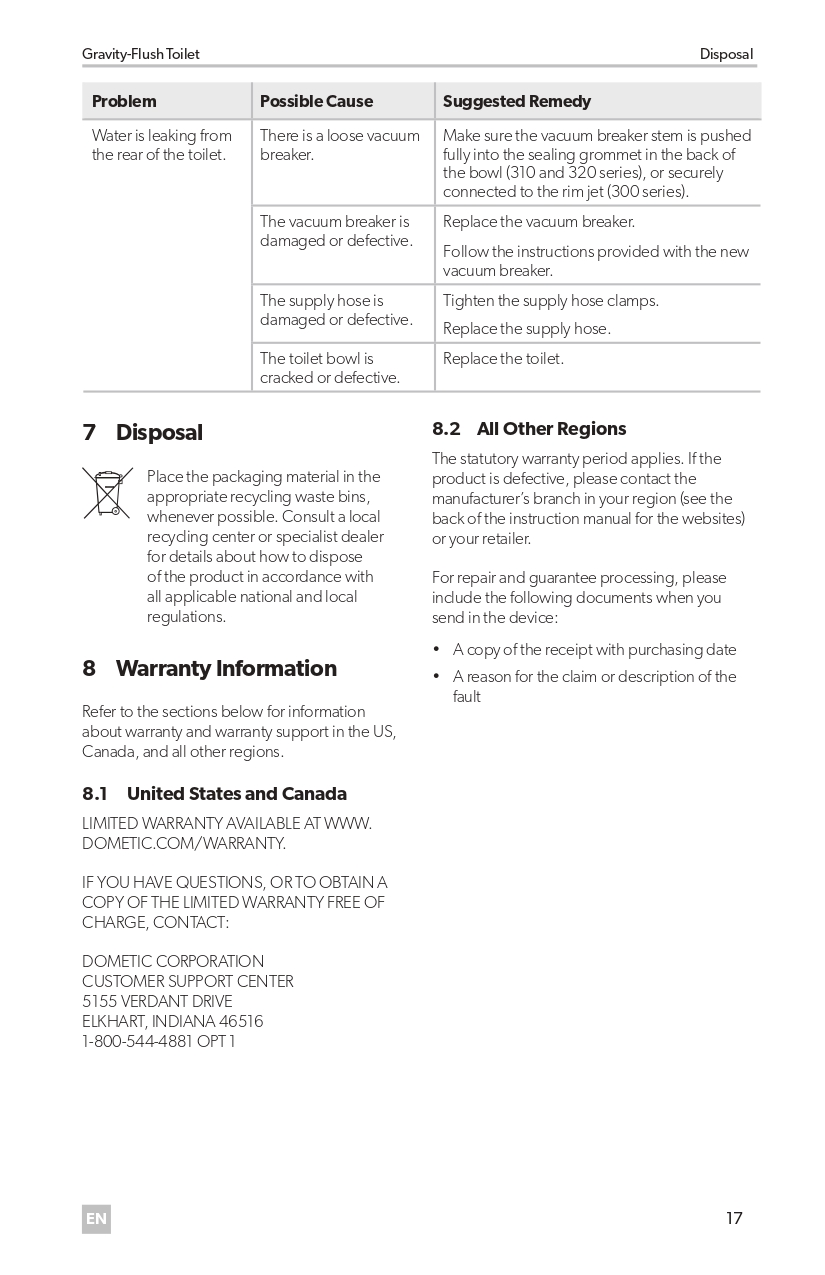 Gravity-Flush Toilet
Disposal
Problem
Possible Cause
Suggested Remedy
Water is leaking from
the rear of the toilet.
There is a loose vacuum
breaker.
Make sure the vacuum breaker stem is pushed
fully into the sealing grommet in the back of
the bowl (310 and 320 series), or securely
connected to the rim jet (300 series).
The vacuum breaker is
damaged or defective.
Replace the vacuum breaker.
Follow the instructions provided with the new
vacuum breaker.
The supply hose is
damaged or defective.
Tighten the supply hose clamps.
Replace the supply hose.
The toilet bowl is
cracked or defective.
Replace the toilet.
7 Disposal
Place the packaging material in the
appropriate recycling waste bins,
whenever possible. Consult a local
recycling center or specialist dealer
for details about how to dispose
of the product in accordance with
all applicable national and local
regulations.
8 Warranty Information
Refer to the sections below for information
about warranty and warranty support in the US,
Canada, and all other regions.
8.1 United States and Canada
LIMITED WARRANTY AVAILABLE AT WWW.
DOMETIC.COM/WARRANTY.
IF YOU HAVE QUESTIONS, OR TO OBTAIN A
COPY OF THE LIMITED WARRANTY FREE OF
CHARGE, CONTACT:
DOMETIC CORPORATION
CUSTOMER SUPPORT CENTER
5155 VERDANT DRIVE
ELKHART, INDIANA 46516
1-800-544-4881 OPT 1
8.2 All Other Regions
The statutory warranty period applies. If the
product is defective, please contact the
manufacturer’s branch in your region (see the
back of the instruction manual for the websites)
or your retailer.
For repair and guarantee processing, please
include the following documents when you
send in the device:
• A copy of the receipt with purchasing date
• A reason for the claim or description of the
fault
EN
17